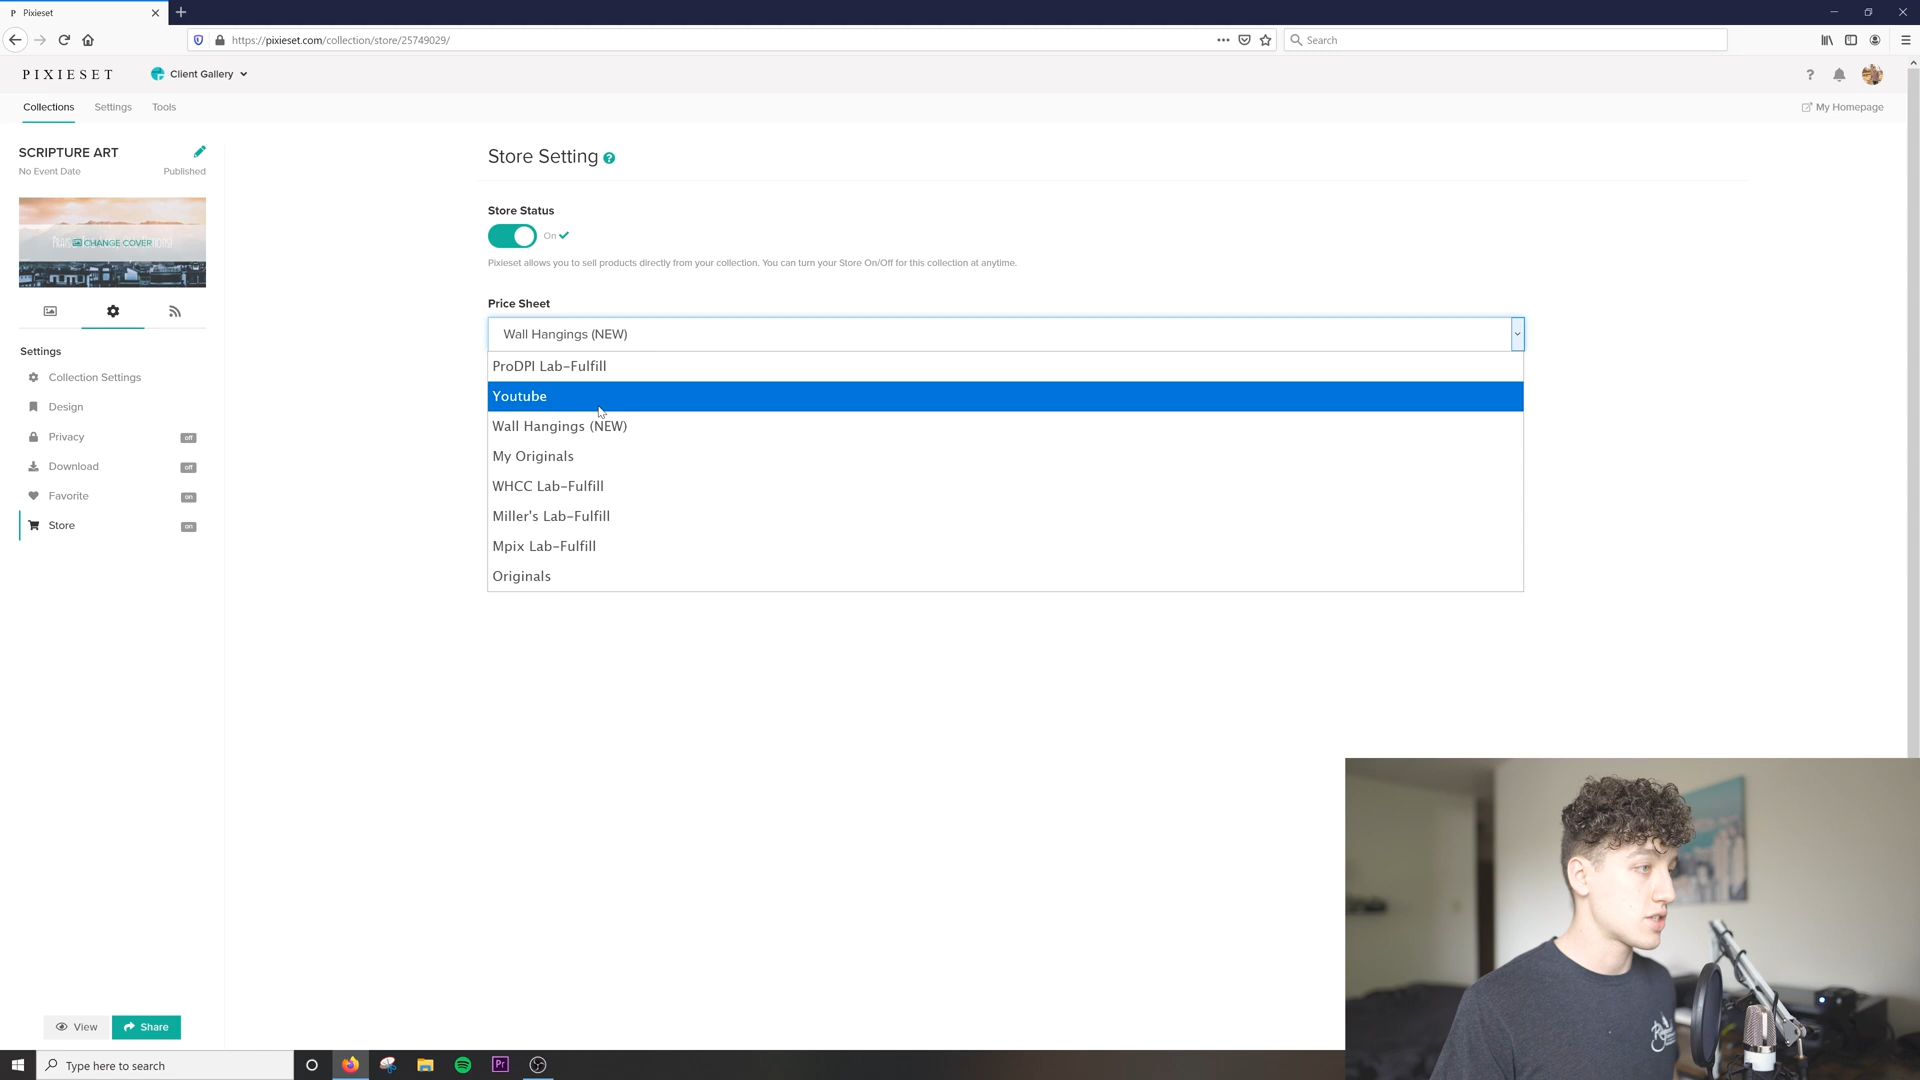 P Pixieset
https://pixieset.com/collection/store/25749029/
Search
PIXIESET
Client Gallery
?
Collections
Settings
Tools
My Homepage
SCRIPTURE ART
No Event Date
Published
CHANGE COVER
Settings
Collection Settings
Design
Privacy
off
Download
off
Favorite
on
Store
on
View
Share
Store Setting ?
Store Status
On
Pixieset allows you to sell products directly from your collection. You can turn your Store On/Off for this collection at anytime.
Price Sheet
Wall Hangings (NEW)
ProDPI Lab-Fulfill
Youtube
Wall Hangings (NEW)
My Originals
WHCC Lab-Fulfill
Miller's Lab-Fulfill
Mpix Lab-Fulfill
Originals
Type here to search
Pr